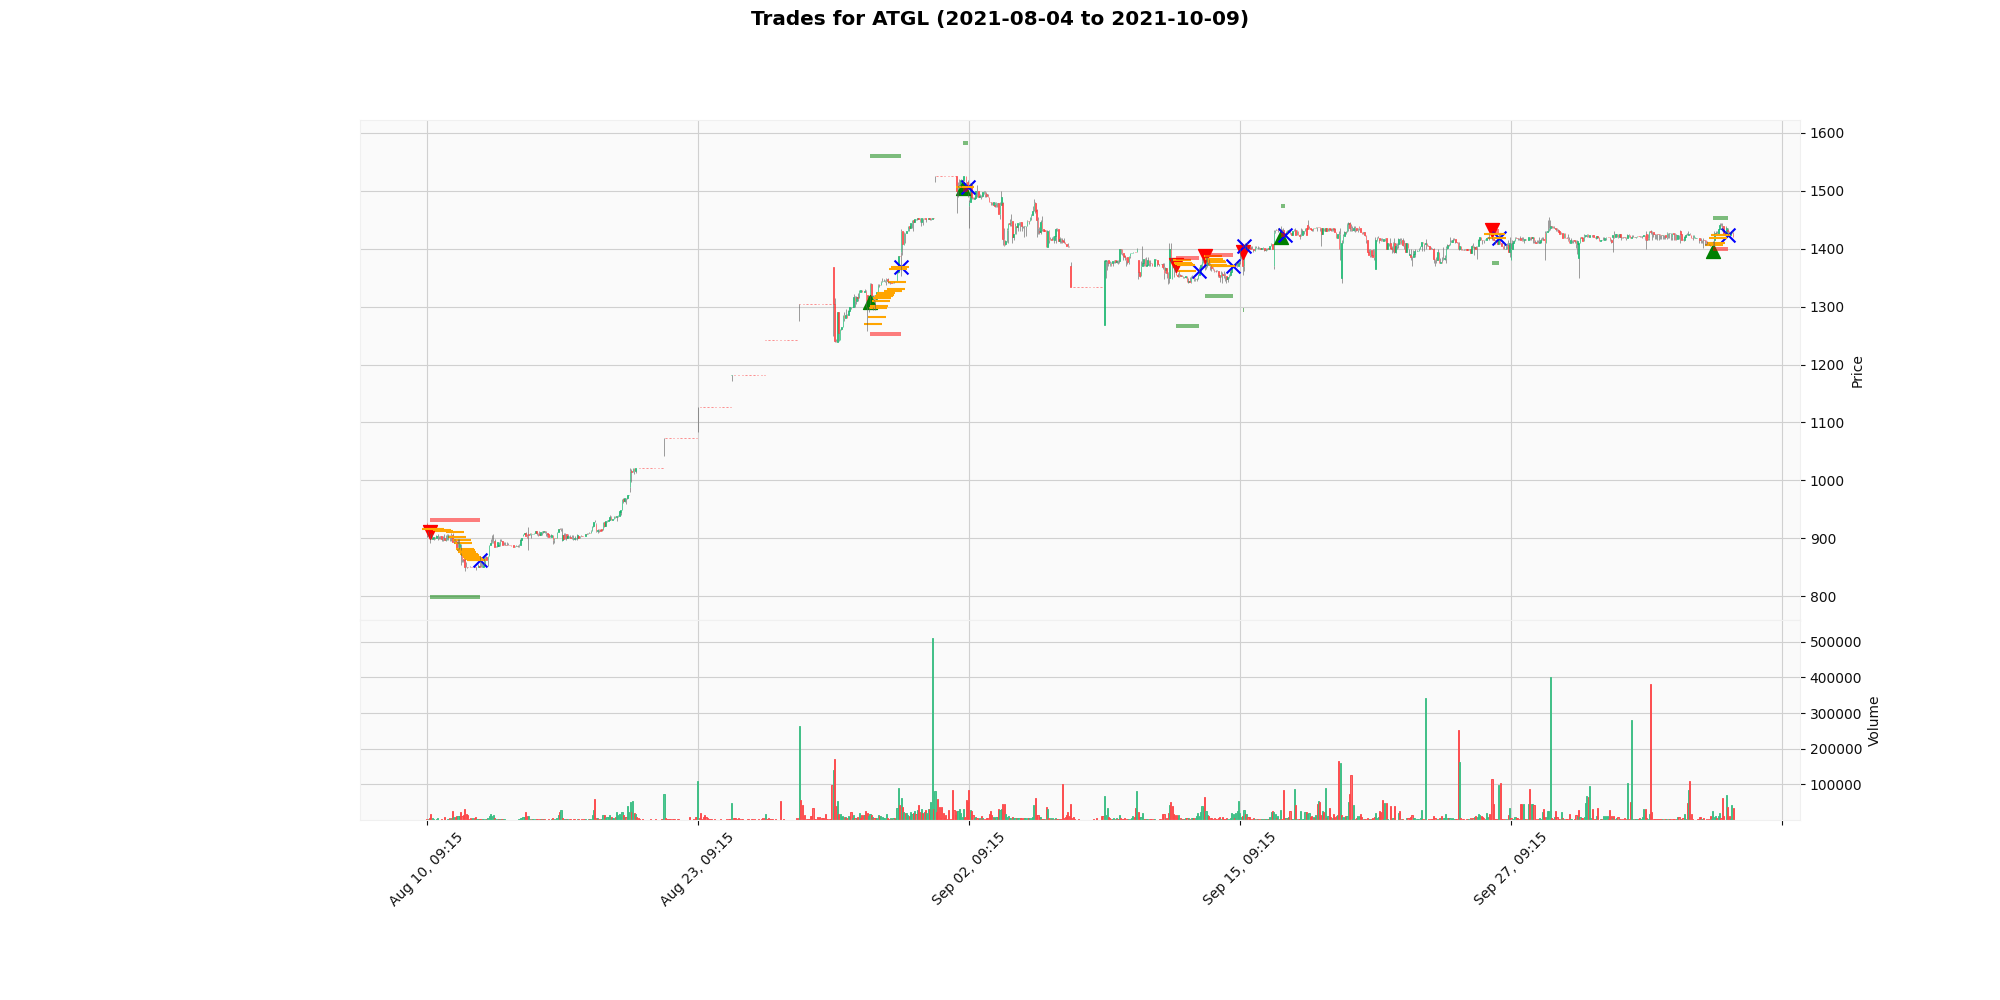 Trades for ATGL (2021-08-04 to 2021-10-09)
1600
1500
1400
1300
1200
1100
1000
900
800
Price
500000
400000
300000
200000
100000
Volume
Aug 10, 09:15
Aug 23, 09:15
Sep 02, 09:15
Sep 15, 09:15
Sep 27, 09:15